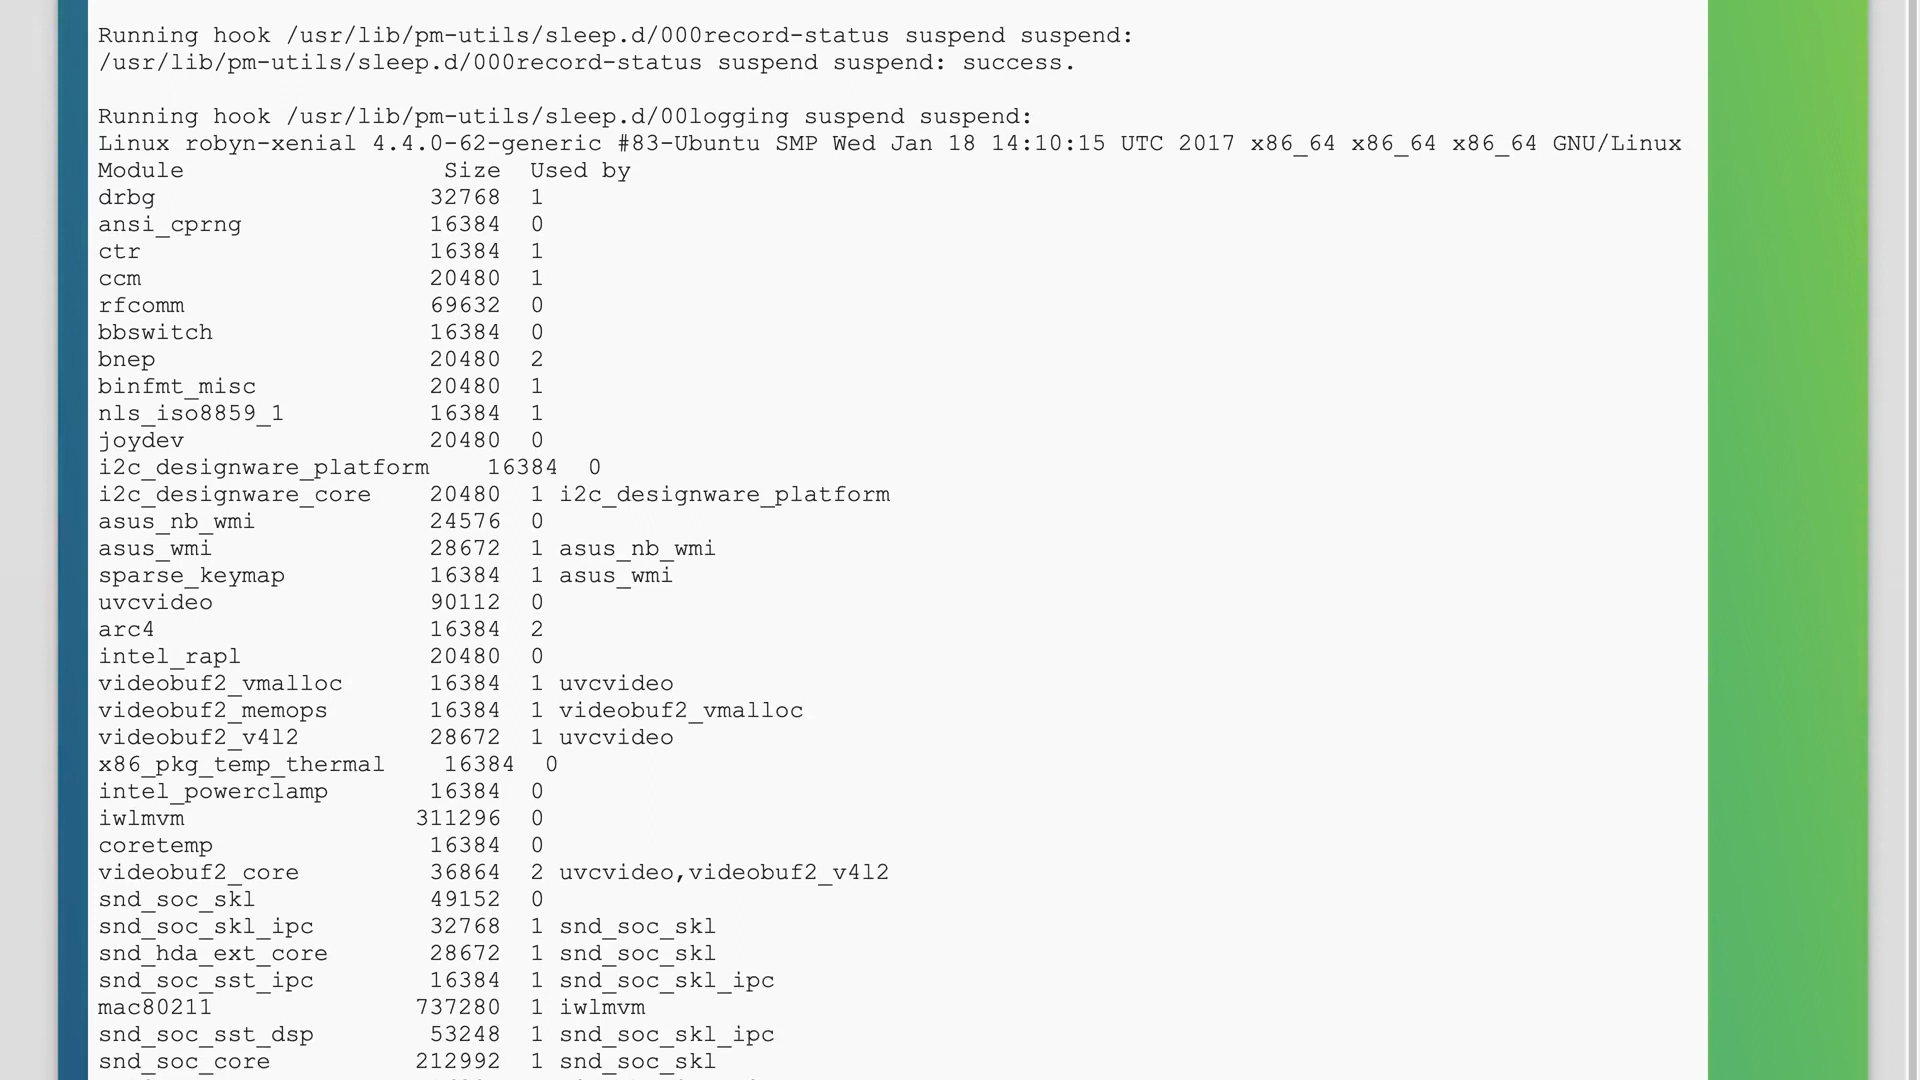 Running hook /usr/lib/pm-utils/sleep.d/000record-status suspend suspend:
/usr/lib/pm-utils/sleep.d/000record-status suspend suspend: success.
Running hook /usr/lib/pm-utils/sleep.d/00logging suspend suspend:
Linux robyn-xenial 4.4.0-62-generic #83-Ubuntu SMP Wed Jan 18 14:10:15 UTC 2017 x86_64 x86_64 x86_64 GNU/Linux
Module                  Size  Used by
drbg                   32768  1
ansi_cprng             16384  0
ctr                    16384  1
ccm                    20480  1
rfcomm                 69632  0
bbswitch               16384  0
bnep                   20480  2
binfmt_misc            20480  1
nls_iso8859_1          16384  1
joydev                 20480  0
i2c_designware_platform    16384  0
i2c_designware_core    20480  1 i2c_designware_platform
asus_nb_wmi            24576  0
asus_wmi               28672  1 asus_nb_wmi
sparse_keymap          16384  1 asus_wmi
uvcvideo               90112  0
arc4                   16384  2
intel_rapl             20480  0
videobuf2_vmalloc      16384  1 uvcvideo
videobuf2_memops       16384  1 videobuf2_vmalloc
videobuf2_v4l2         28672  1 uvcvideo
x86_pkg_temp_thermal    16384  0
intel_powerclamp       16384  0
iwlmvm                311296  0
coretemp               16384  0
videobuf2_core         36864  2 uvcvideo,videobuf2_v4l2
snd_soc_skl            49152  0
snd_soc_skl_ipc        32768  1 snd_soc_skl
snd_hda_ext_core       28672  1 snd_soc_skl
snd_soc_sst_ipc        16384  1 snd_soc_skl_ipc
mac80211              737280  1 iwlmvm
snd_soc_sst_dsp        53248  1 snd_soc_skl_ipc
snd_soc_core          212992  1 snd_soc_skl